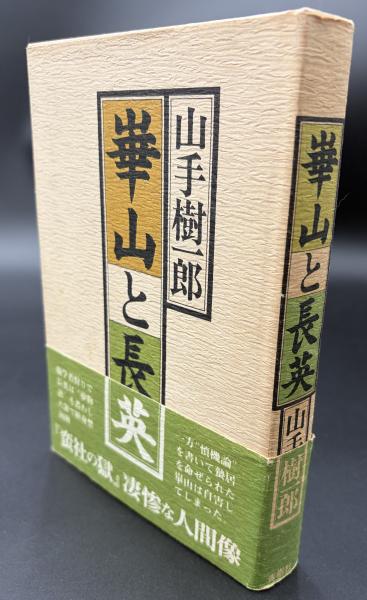 山手樹一郎
崋山と長英
一方“慎機論”
を書いて蟄居
を命ぜられた
崋山は自害し
てしまった。
『蛮社の獄』凄惨な人間像
崋山と長英
山手
樹一郎